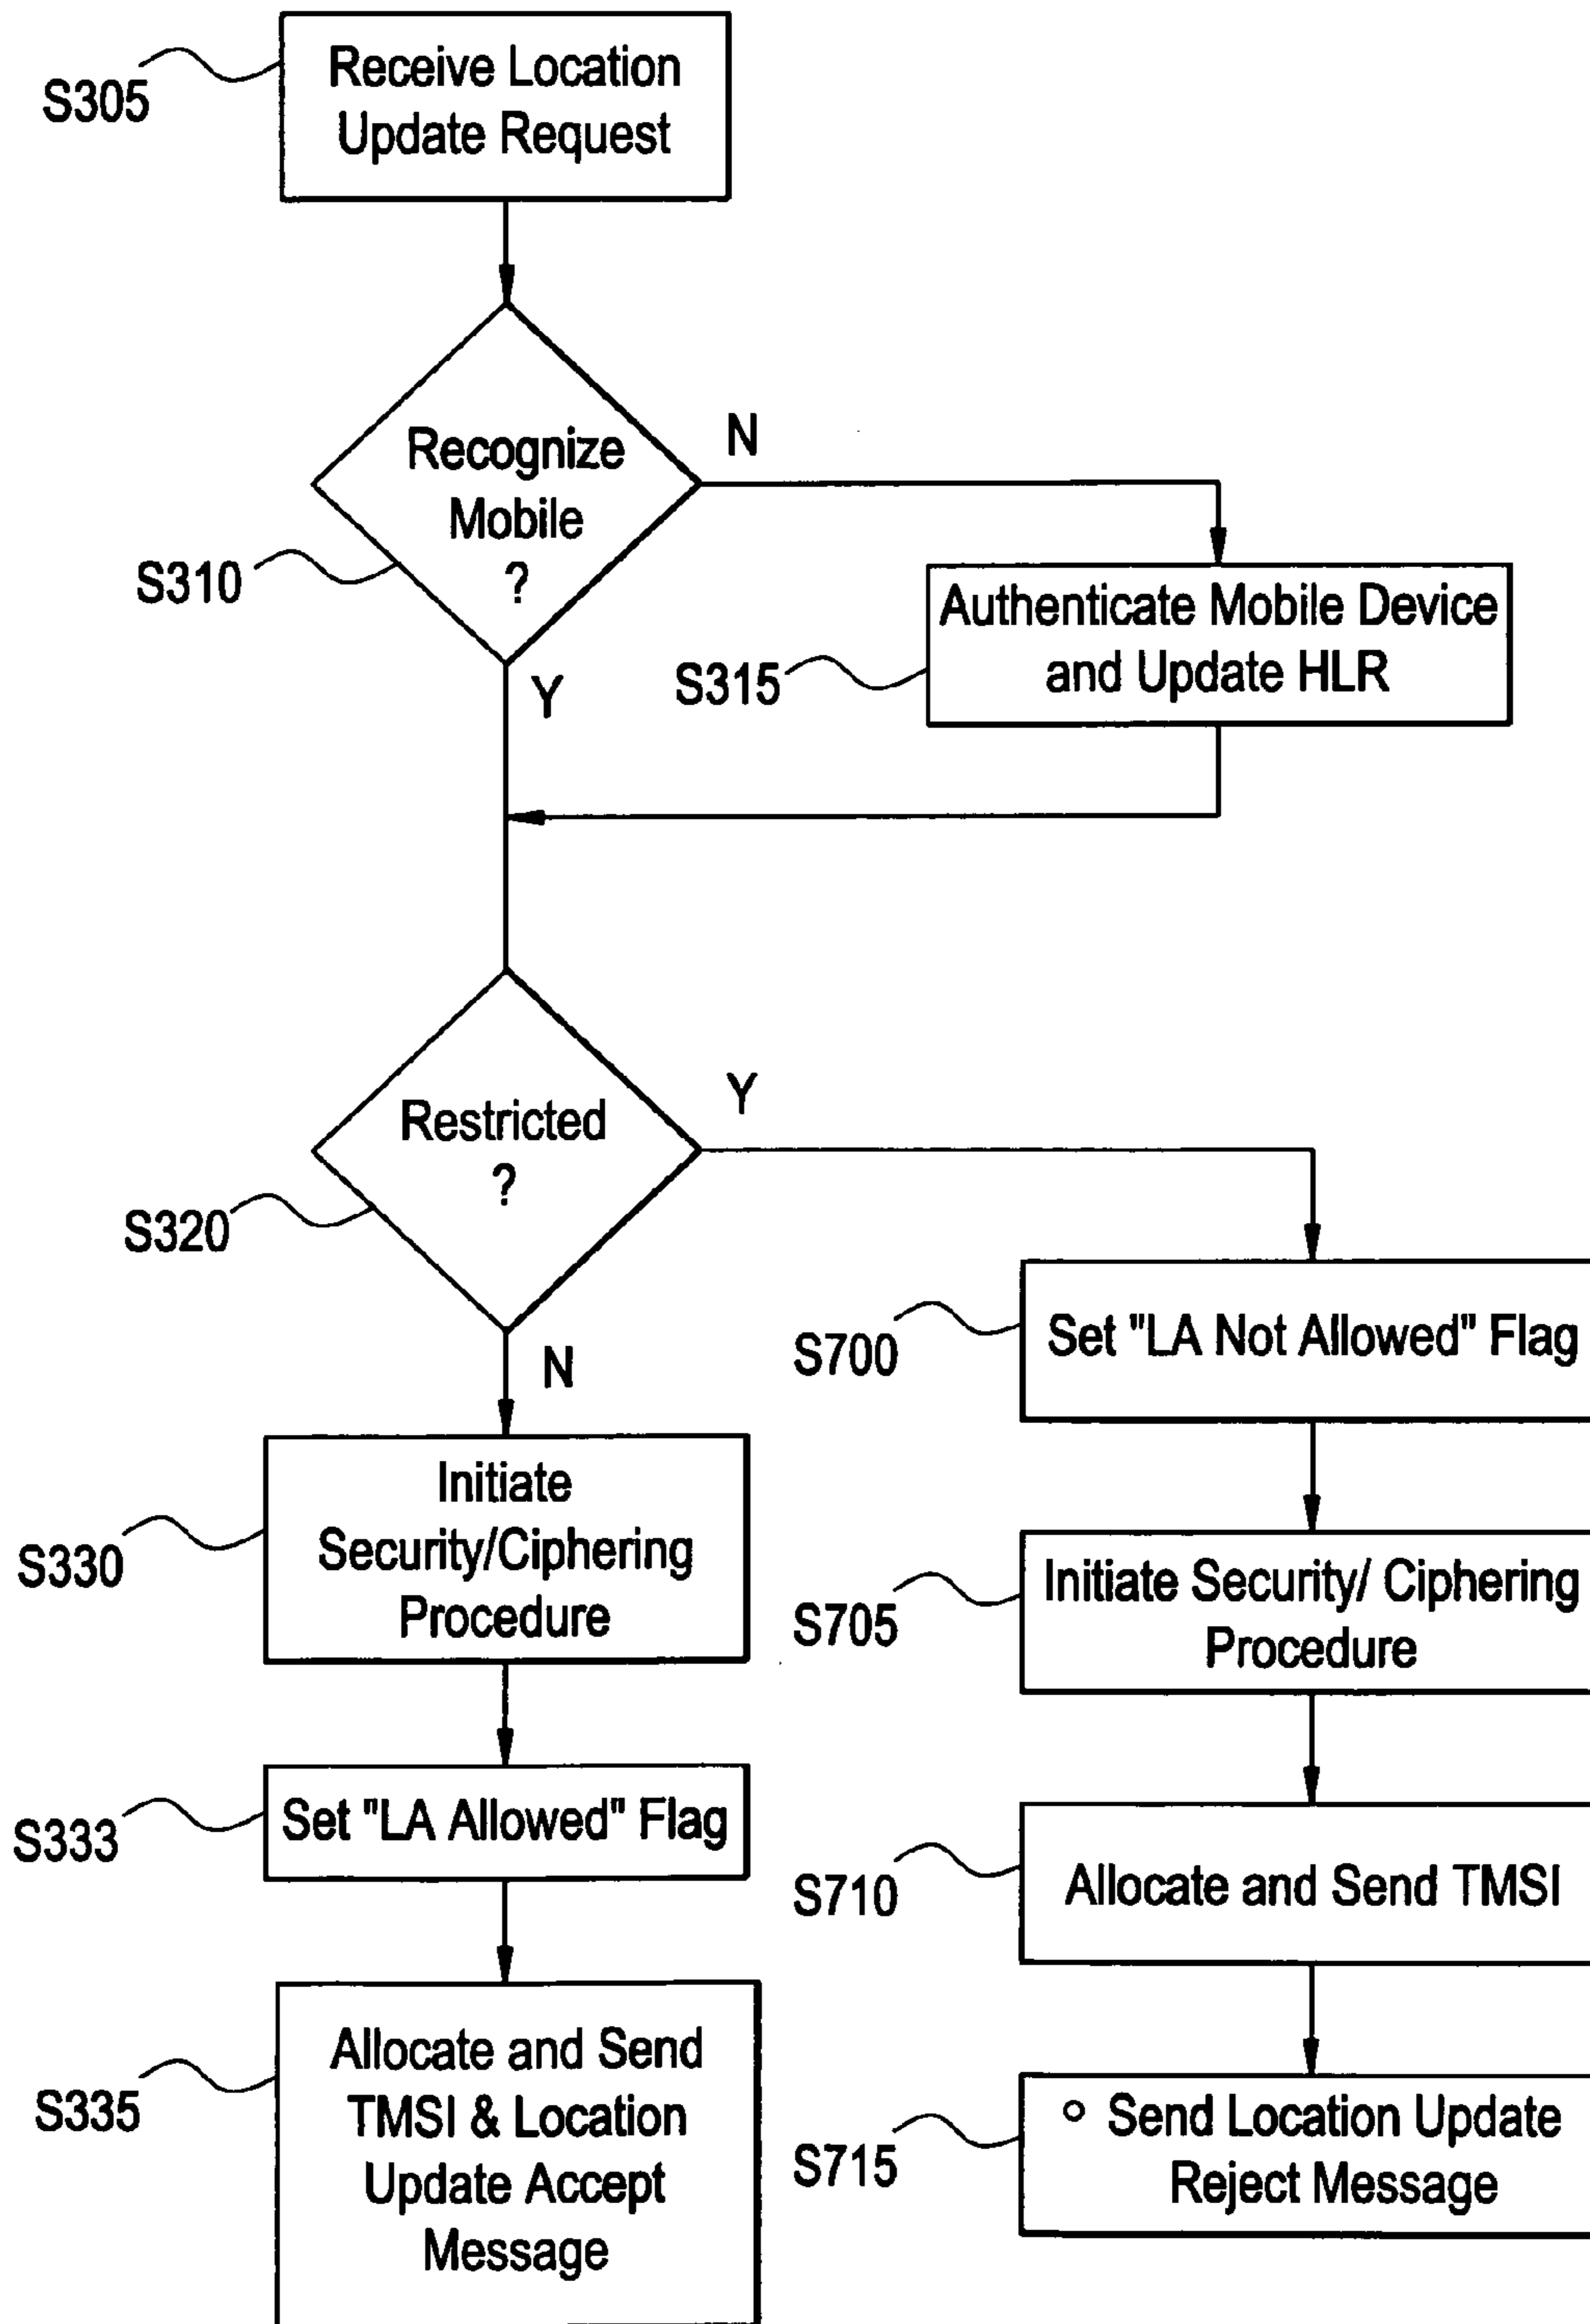 S305
Receive Location
Update Request
Recognize
Mobile
?
S310
N
Y
S315
Authenticate Mobile Device
and Update HLR
Restricted
?
S320
Y
N
S330
Initiate
Security/Ciphering
Procedure
S333
Set "LA Allowed" Flag
S335
Allocate and Send
TMSI & Location
Update Accept
Message
S700
Set "LA Not Allowed" Flag
S705
Initiate Security/ Ciphering
Procedure
S710
Allocate and Send TMSI
S715
Send Location Update
Reject Message